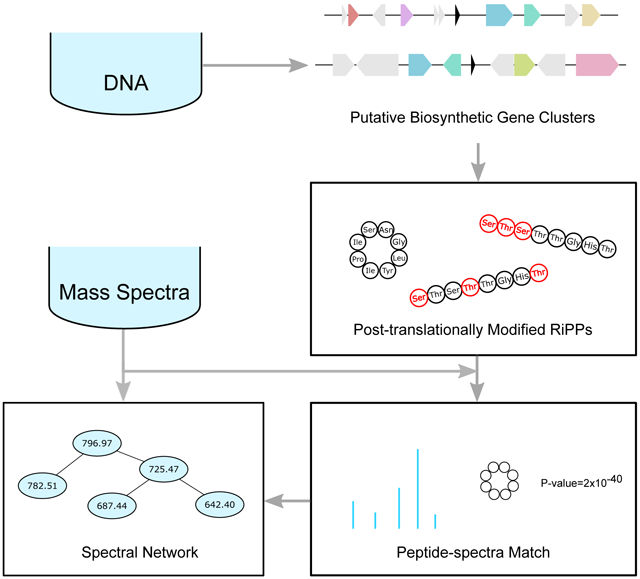 DNA
Putative Biosynthetic Gene Clusters
Ser Asn Gly Leu Tyr Ile Pro Ile
Ser Thr Ser Thr Thr Gly His Thr
Ser Thr Ser Thr Thr Gly His Thr
Post-translationally Modified RiPPs
Mass Spectra
796.97
782.51
725.47
687.44
642.40
Spectral Network
P-value=2x10⁻⁴⁰
Peptide-spectra Match